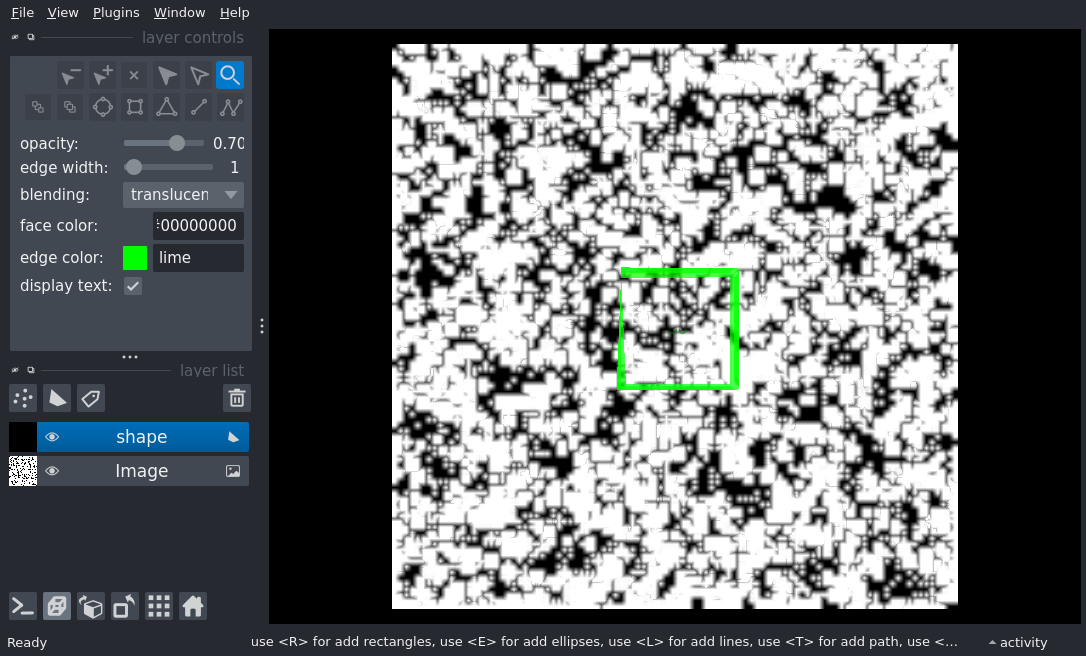 File View Plugins Window Help
layer controls
opacity: 0.70
edge width: 1
blending: translucen
face color: 00000000
edge color: lime
display text:
layer list
shape
Image
Ready
use <R> for add rectangles, use <E> for add ellipses, use <L> for add lines, use <T> for add path, use <...
activity